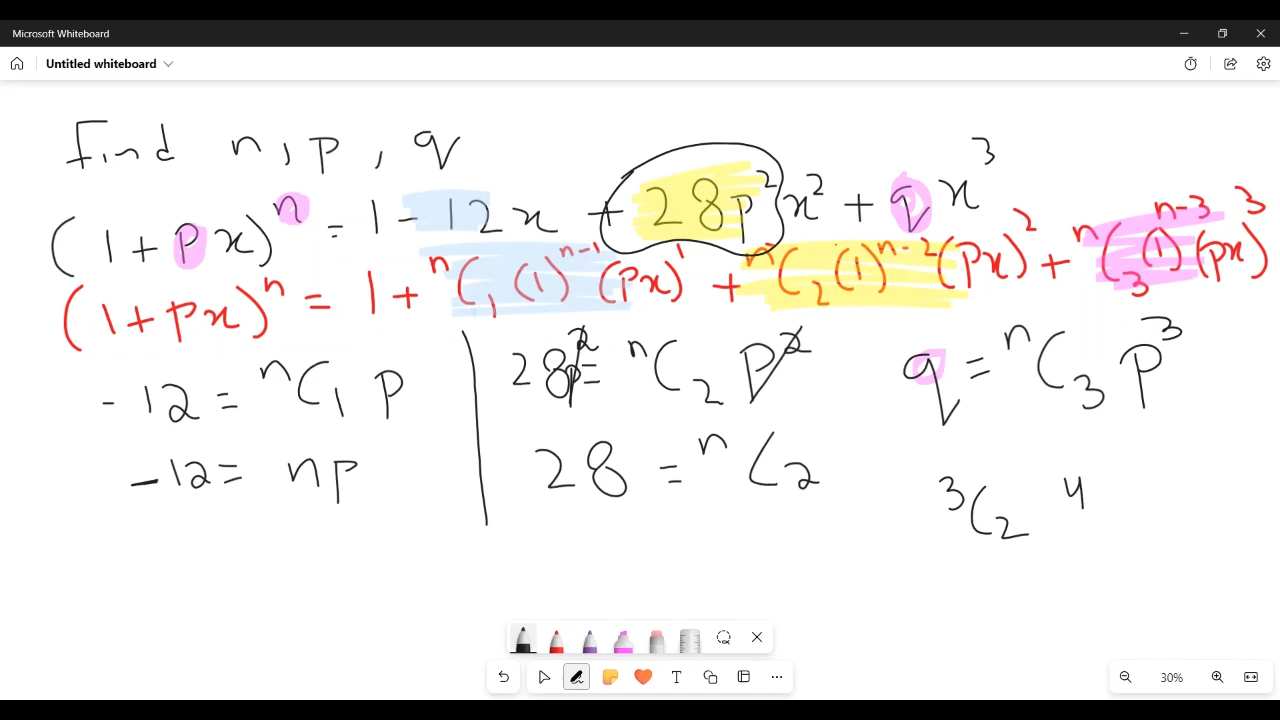 Microsoft Whiteboard
Untitled whiteboard
Find n, p, q
(1 + px)ⁿ = 1 - 12x + 28p²x² + qx³
(1 + px)ⁿ = 1 + ⁿC₁ (1)ⁿ⁻¹ (px)¹ + ⁿC₂ (1)ⁿ⁻² (px)² + ⁿC₃ (1)ⁿ⁻³ (px)³
-12 = ⁿC₁ p
-12 = np
28p² = ⁿC₂ p²
28 = ⁿC₂
q = ⁿC₃ p³
³C₂ 4
30%